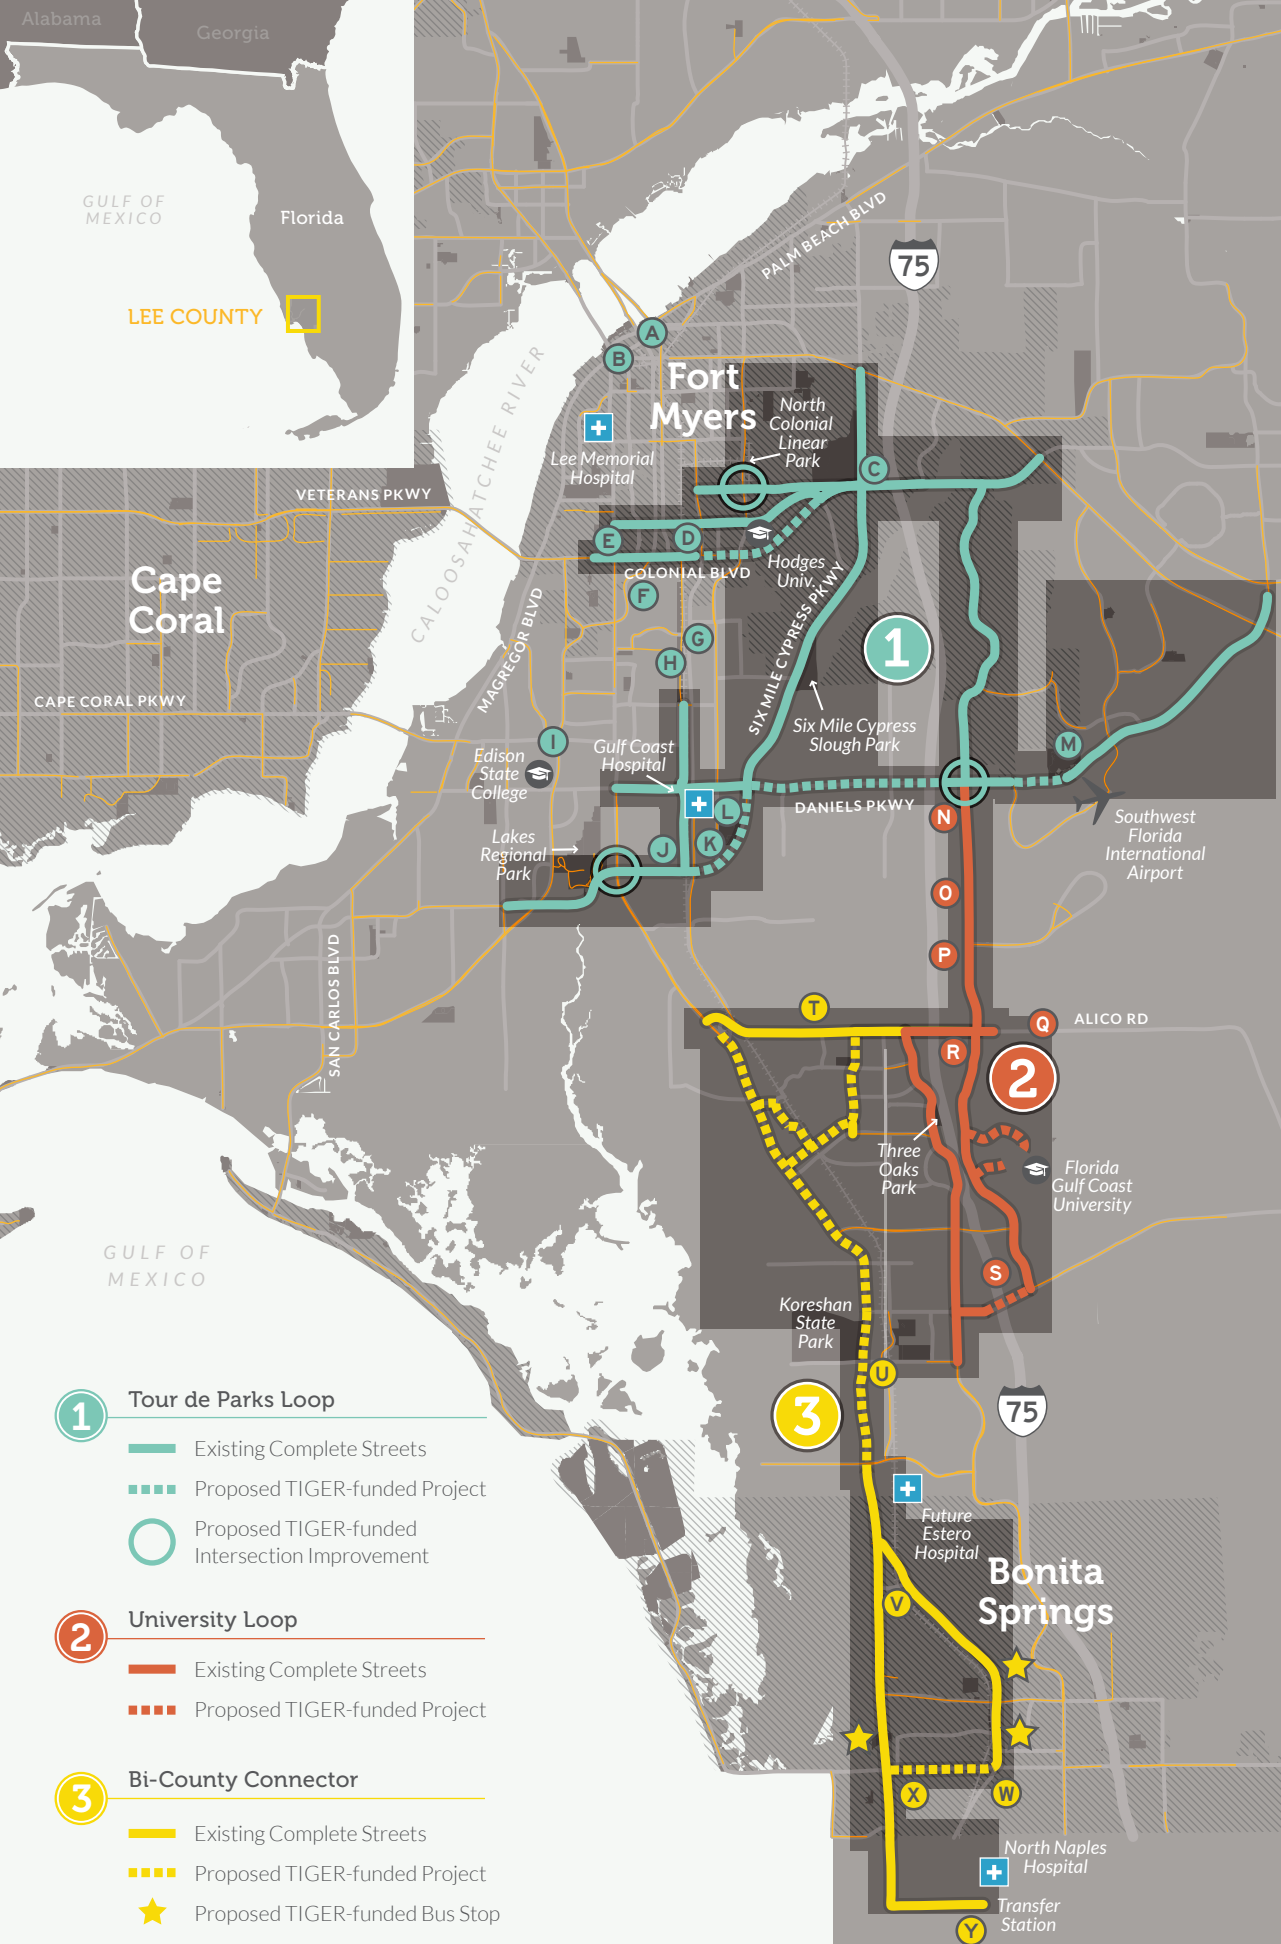 Alabama
Georgia
GULF OF
MEXICO
Florida
LEE COUNTY
PALM BEACH BLVD
75
A
B
Fort
Myers
North
Colonial
Linear
Park
Lee Memorial
Hospital
C
CALOOSAHATCHEE RIVER
VETERANS PKWY
E
D
Hodges
Univ.
COLONIAL BLVD
Cape
Coral
F
G
H
MAGREGOR BLVD
SIX MILE CYPRESS PKWY
1
CAPE CORAL PKWY
Six Mile Cypress
Slough Park
M
I
Edison
State
College
Gulf Coast
Hospital
L
DANIELS PKWY
N
Southwest
Florida
International
Airport
Lakes
Regional
Park
J
K
O
P
SAN CARLOS BLVD
T
Q
ALICO RD
R
2
Three
Oaks
Park
Florida
Gulf Coast
University
GULF OF
MEXICO
S
Koreshan
State
Park
U
3
75
Future
Estero
Hospital
Bonita
Springs
V
X
W
North Naples
Hospital
Transfer
Station
Y
1
Tour de Parks Loop
Existing Complete Streets
Proposed TIGER-funded Project
Proposed TIGER-funded
Intersection Improvement
2
University Loop
Existing Complete Streets
Proposed TIGER-funded Project
3
Bi-County Connector
Existing Complete Streets
Proposed TIGER-funded Project
Proposed TIGER-funded Bus Stop